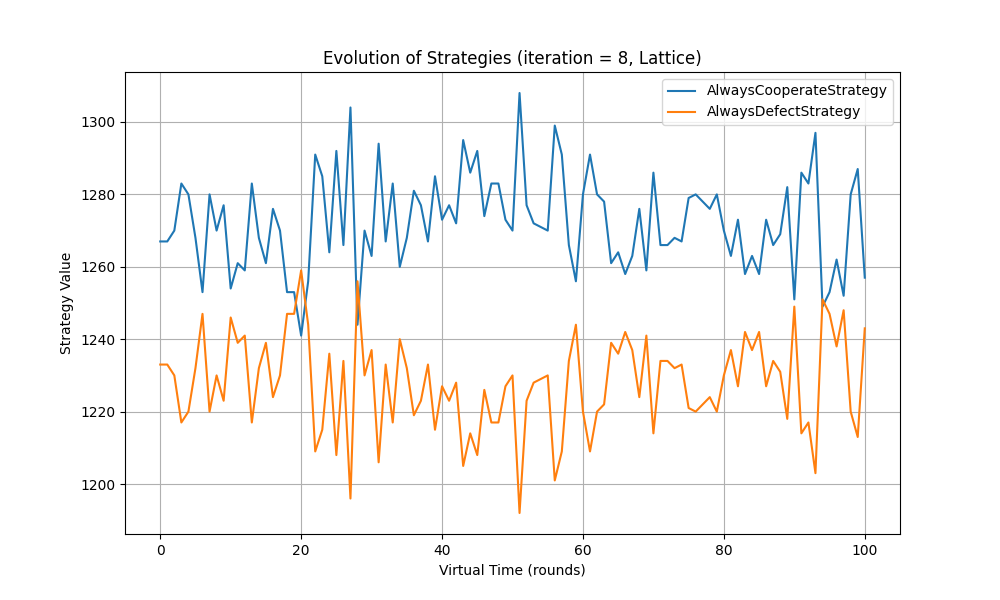 Evolution of Strategies (iteration = 8, Lattice)
AlwaysCooperateStrategy
AlwaysDefectStrategy
Strategy Value
1300
1280
1260
1240
1220
1200
0 20 40 60 80 100
Virtual Time (rounds)